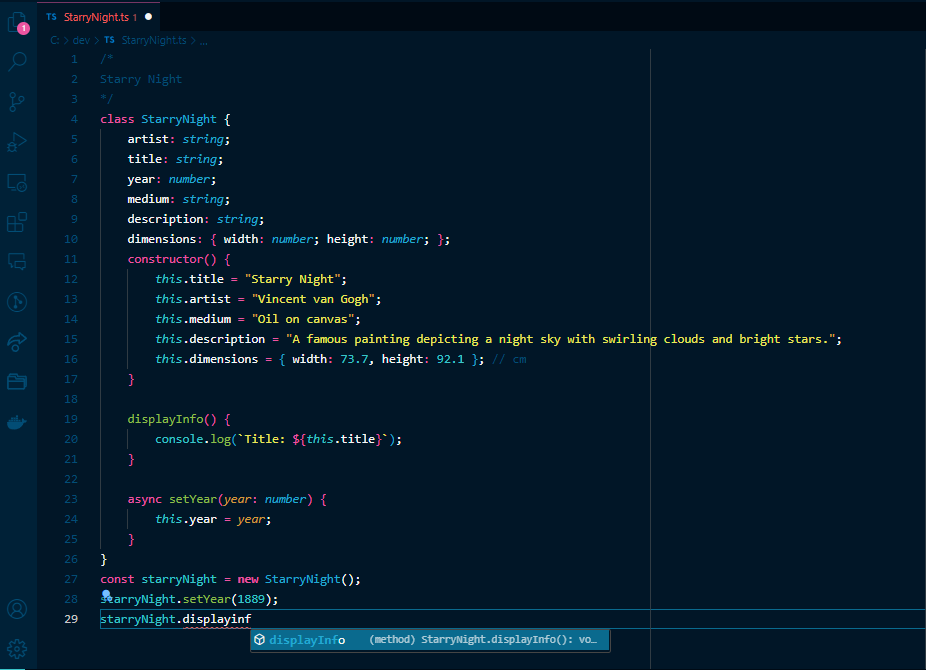 1
TS StarryNight.ts 1
C: > dev > TS StarryNight.ts > ...
1 /*
2 Starry Night
3 */
4 class StarryNight {
5 artist: string;
6 title: string;
7 year: number;
8 medium: string;
9 description: string;
10 dimensions: { width: number; height: number; };
11 constructor() {
12 this.title = "Starry Night";
13 this.artist = "Vincent van Gogh";
14 this.medium = "Oil on canvas";
15 this.description = "A famous painting depicting a night sky with swirling clouds and bright stars.";
16 this.dimensions = { width: 73.7, height: 92.1 }; // cm
17 }
18
19 displayInfo() {
20 console.log(`Title: ${this.title}`);
21 }
22
23 async setYear(year: number) {
24 this.year = year;
25 }
26 }
27 const starryNight = new StarryNight();
28 starryNight.setYear(1889);
29 starryNight.displayinf
displayInfo (method) StarryNight.displayInfo(): vo…